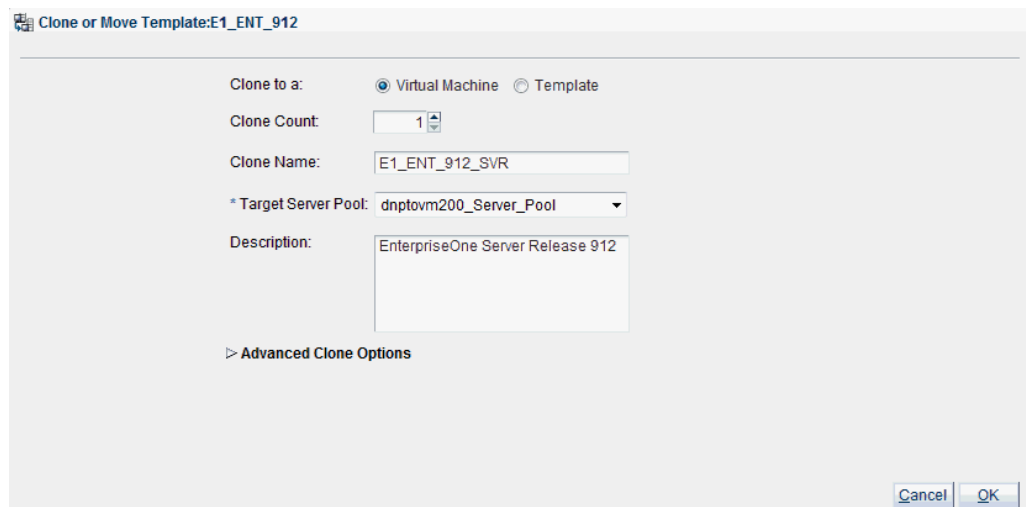 Clone or Move Template:E1_ENT_912
Clone to a: Virtual Machine Template
Clone Count: 1
Clone Name: E1_ENT_912_SVR
* Target Server Pool: dnptovm200_Server_Pool
Description: EnterpriseOne Server Release 912
Advanced Clone Options
Cancel OK